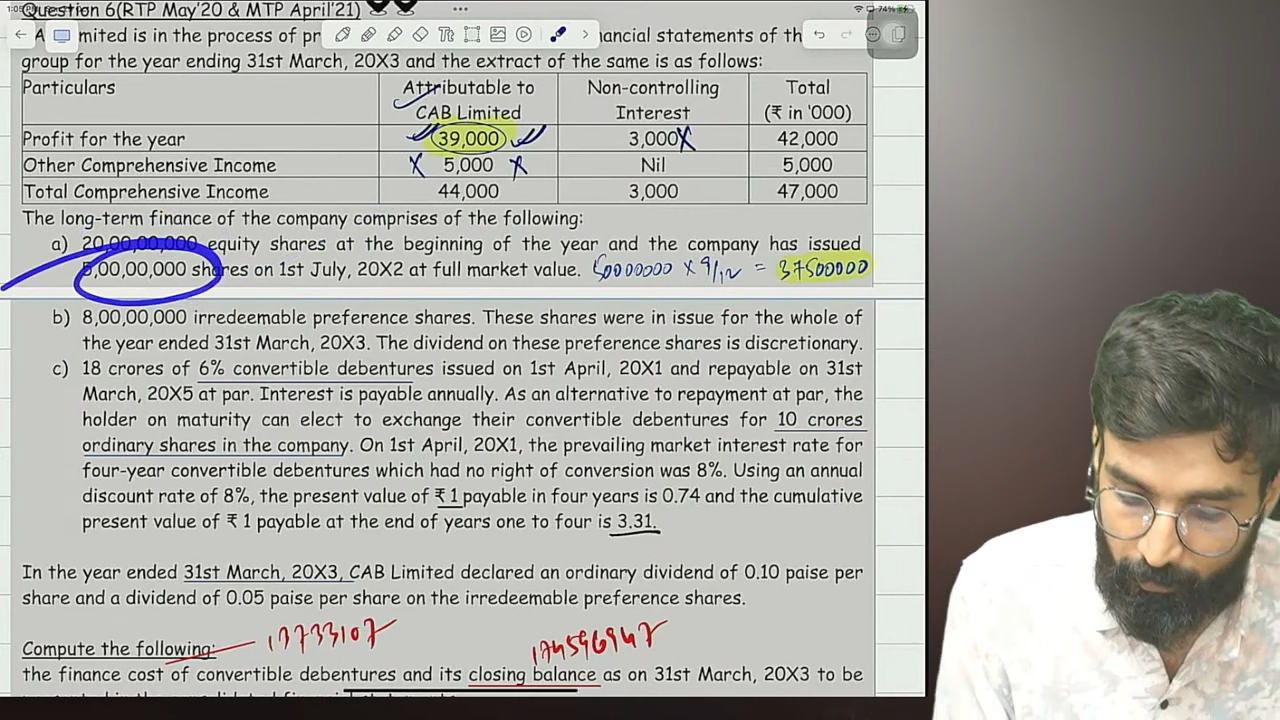 1:05
74%
Question 6(RTP May'20 & MTP April'21)
limited is in the process of pr nancial statements of th
group for the year ending 31st March, 20X3 and the extract of the same is as follows:
Particulars Attributable to CAB Limited Non-controlling Interest Total (₹ in '000)
Profit for the year 39,000 3,000 42,000
Other Comprehensive Income 5,000 Nil 5,000
Total Comprehensive Income 44,000 3,000 47,000
The long-term finance of the company comprises of the following:
a) 20,00,00,000 equity shares at the beginning of the year and the company has issued
5,00,00,000 shares on 1st July, 20X2 at full market value. 50000000 X 9/12 = 37500000
b) 8,00,00,000 irredeemable preference shares. These shares were in issue for the whole of
the year ended 31st March, 20X3. The dividend on these preference shares is discretionary.
c) 18 crores of 6% convertible debentures issued on 1st April, 20X1 and repayable on 31st
March, 20X5 at par. Interest is payable annually. As an alternative to repayment at par, the
holder on maturity can elect to exchange their convertible debentures for 10 crores
ordinary shares in the company. On 1st April, 20X1, the prevailing market interest rate for
four-year convertible debentures which had no right of conversion was 8%. Using an annual
discount rate of 8%, the present value of ₹ 1 payable in four years is 0.74 and the cumulative
present value of ₹ 1 payable at the end of years one to four is 3.31.
In the year ended 31st March, 20X3, CAB Limited declared an ordinary dividend of 0.10 paise per
share and a dividend of 0.05 paise per share on the irredeemable preference shares.
13733107 174596947
Compute the following:
the finance cost of convertible debentures and its closing balance as on 31st March, 20X3 to be